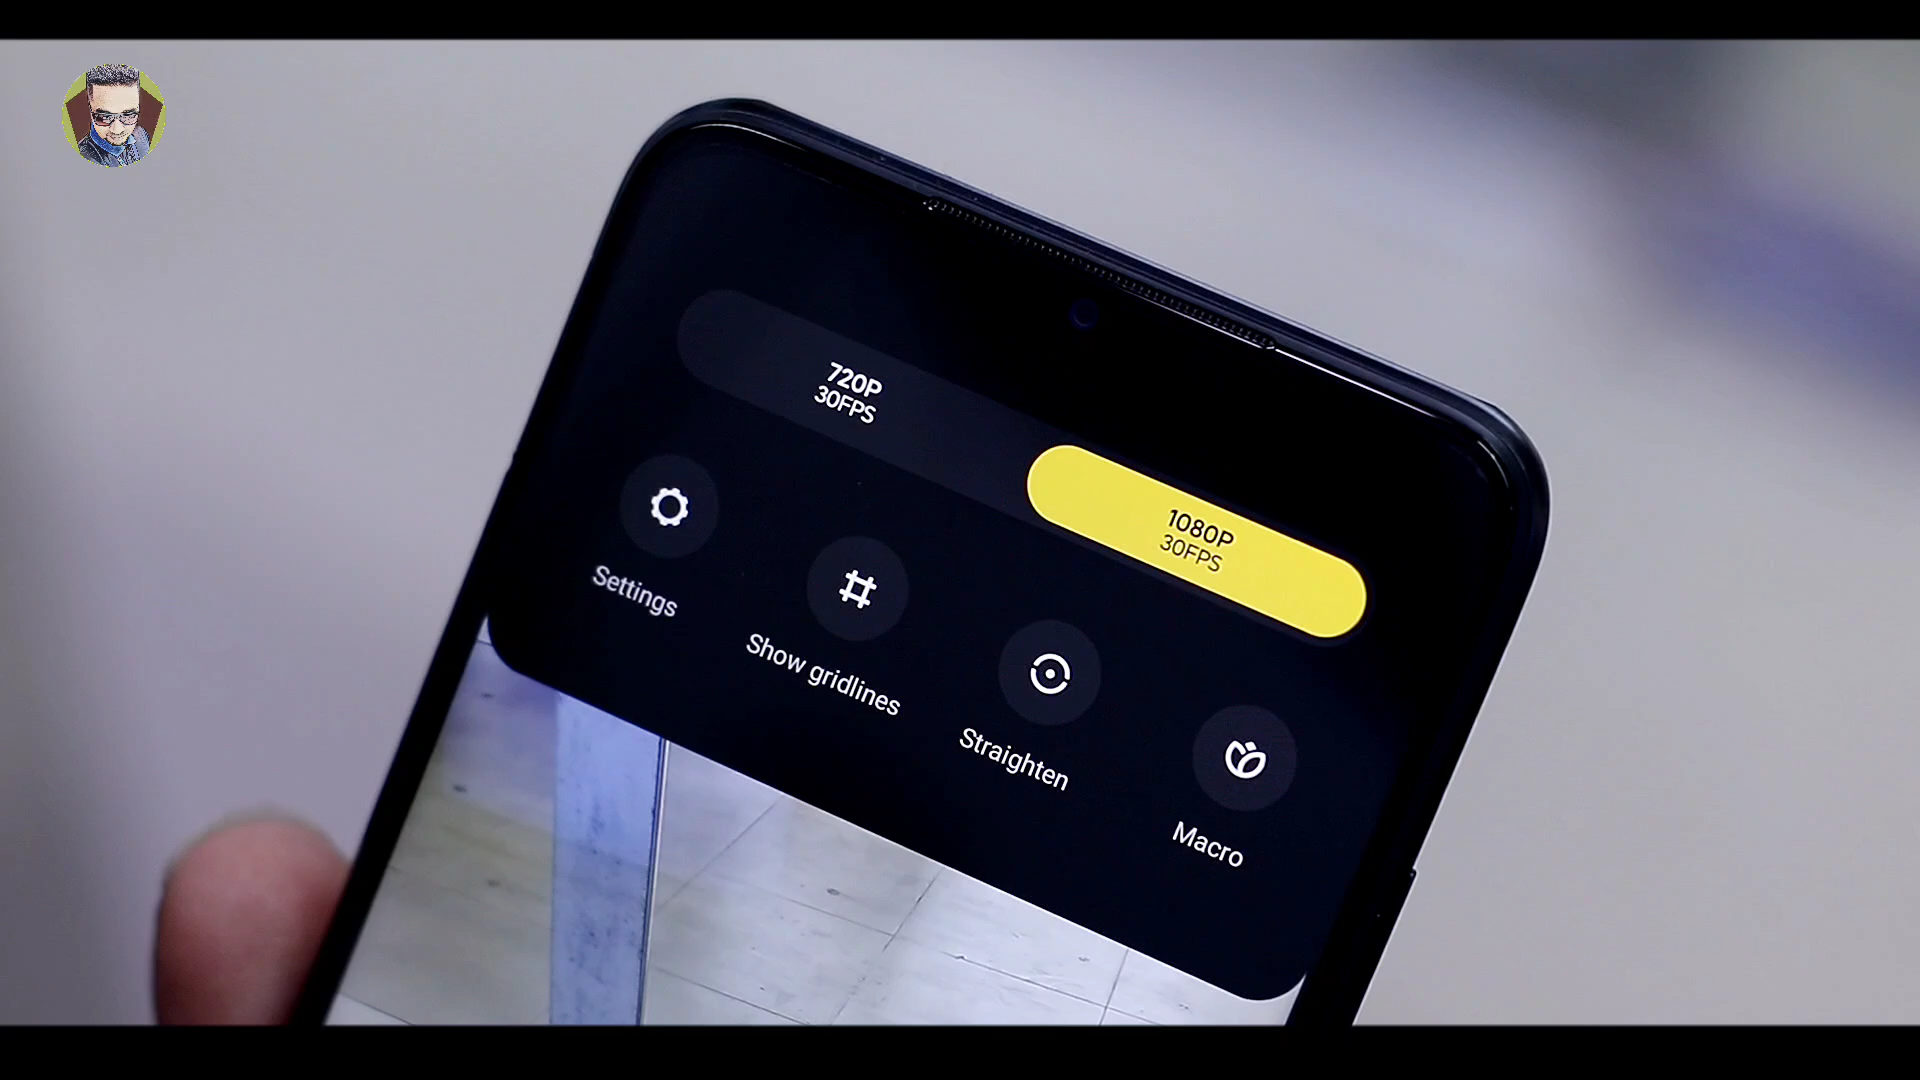 720P
30FPS
1080P
30FPS
Settings
Show gridlines
Straighten
Macro